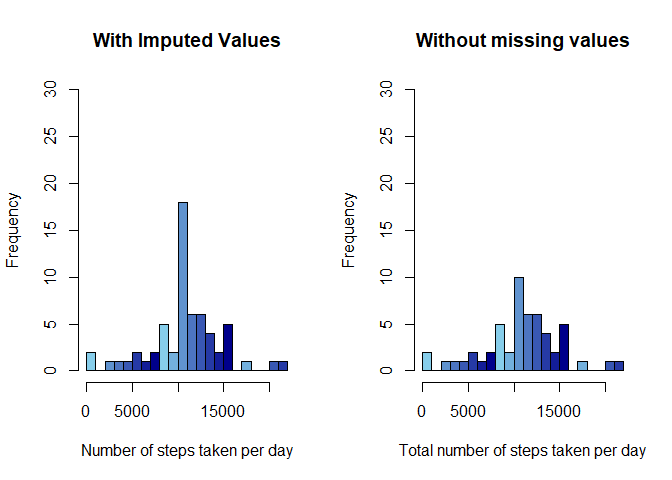 With Imputed Values
Frequency
30
25
20
15
10
5
0
0 5000 15000
Number of steps taken per day
Without missing values
Frequency
30
25
20
15
10
5
0
0 5000 15000
Total number of steps taken per day